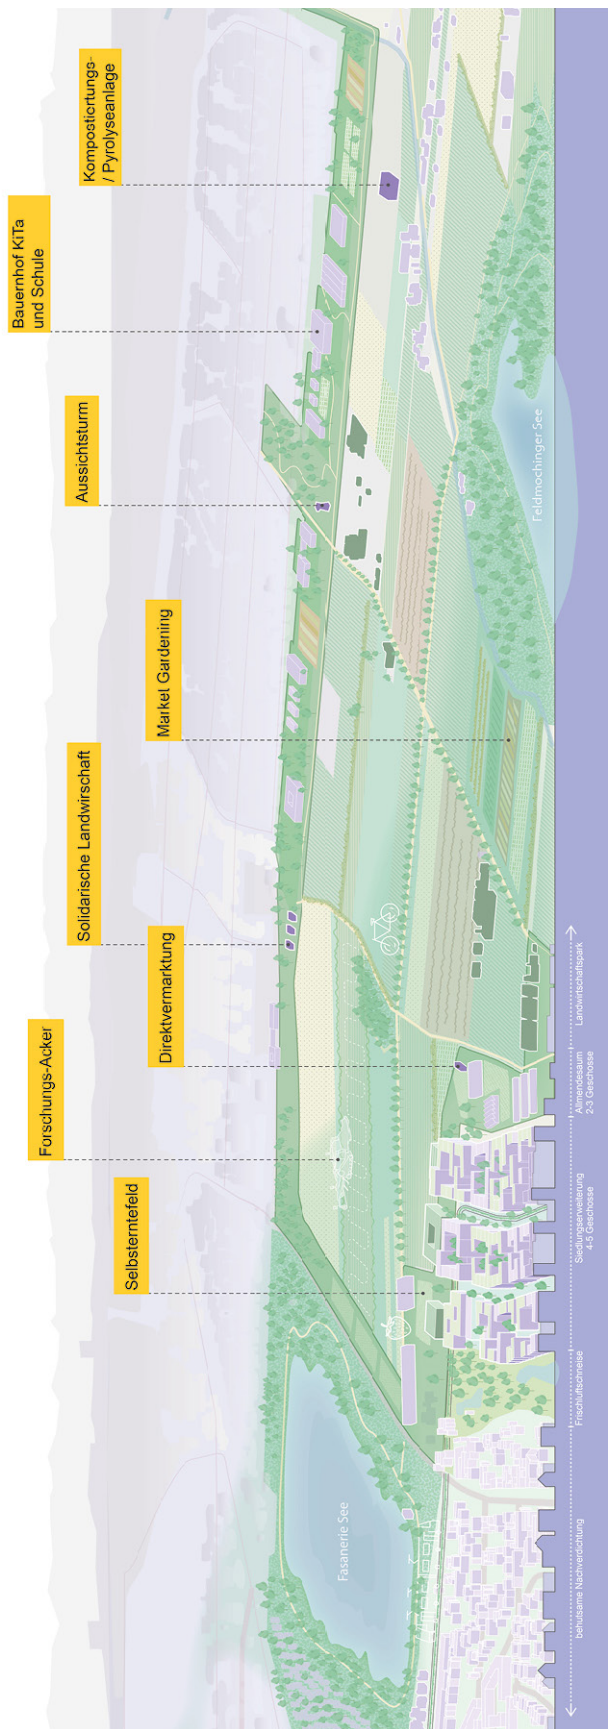 Selbsterntefeld
Forschungs-Acker
Direktvermarktung
Solidarische Landwirschaft
Market Gardening
Aussichtsturm
Bauernhof KiTa
und Schule
Kompostiertungs-
/ Pyrolyseanlage
Fasanerie See
Feldmochinger See
behutsame Nachverdichtung
Frischluftschneise
Siedlungserweiterung
4-5 Geschosse
Allmendesaum
2-3 Geschosse
Landwirtschaftspark